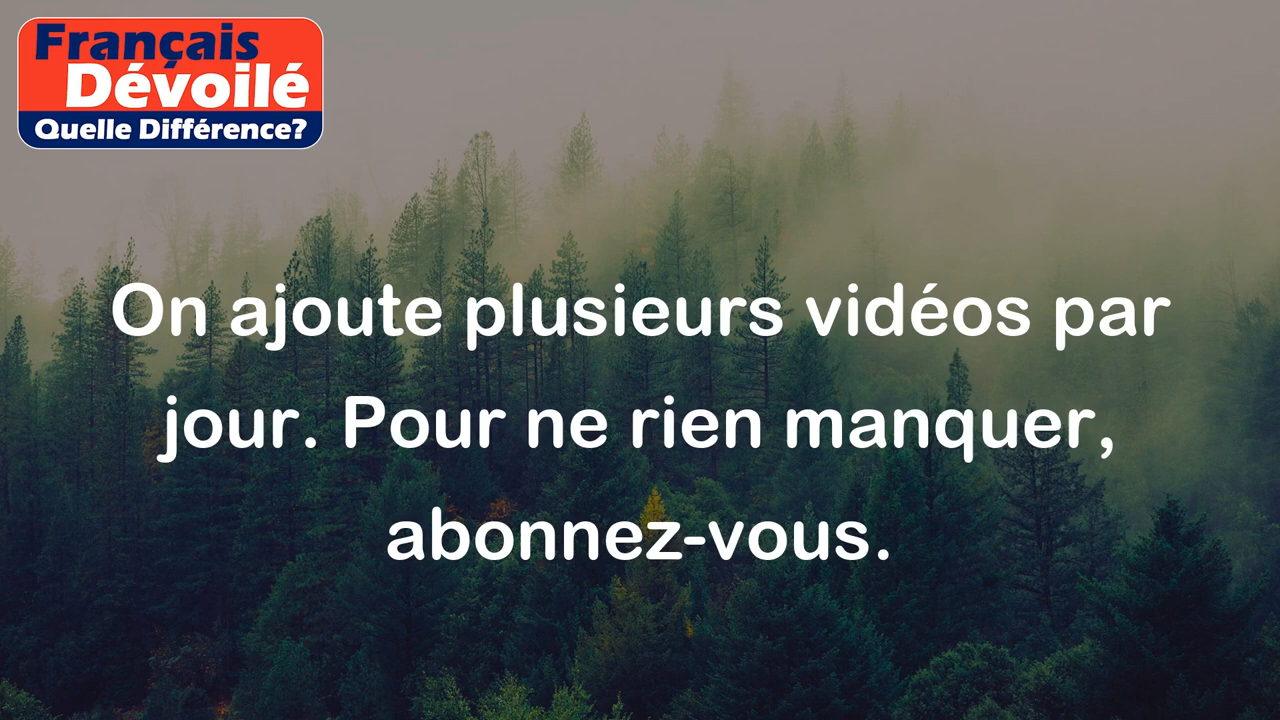 Français
Dévoilé
Quelle Différence?
On ajoute plusieurs vidéos par
jour. Pour ne rien manquer,
abonnez-vous.